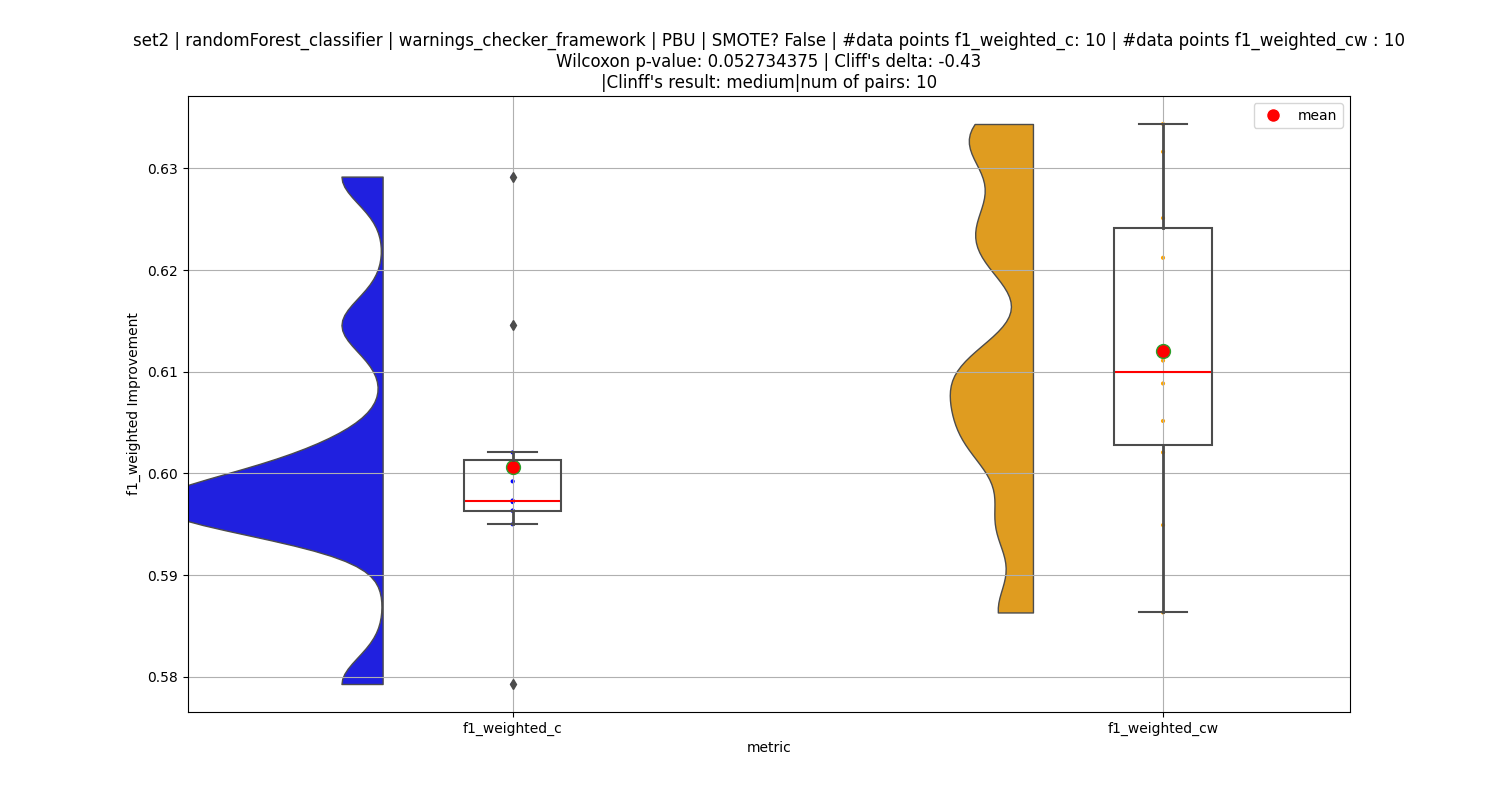 set2 | randomForest_classifier | warnings_checker_framework | PBU | SMOTE? False | #data points f1_weighted_c: 10 | #data points f1_weighted_cw : 10
Wilcoxon p-value: 0.052734375 | Cliff's delta: -0.43
|Clinff's result: medium|num of pairs: 10
mean
0.63
0.62
0.61
0.60
0.59
0.58
f1_weighted Improvement
f1_weighted_c
f1_weighted_cw
metric